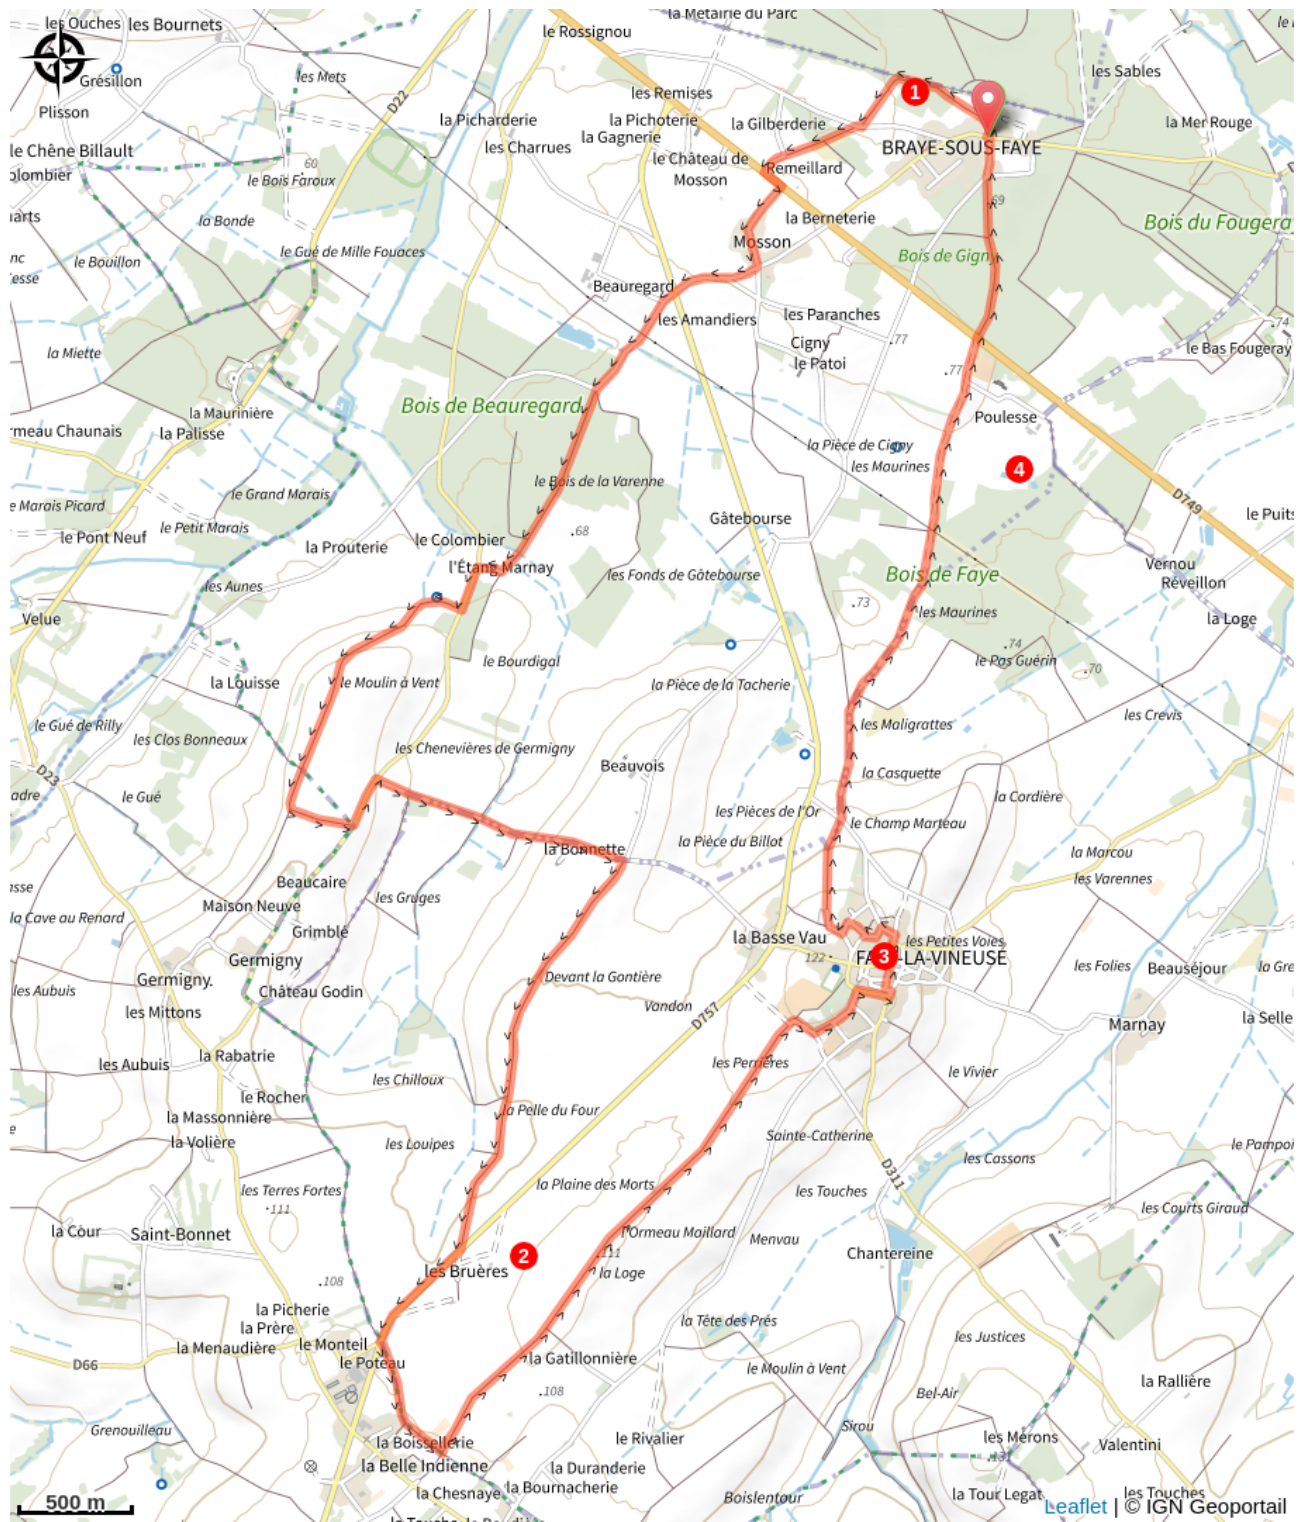 la Métairie du Parc
les Ouches
les Bournets
le Rossignou
les Sables
Grésillon
les Mets
les Remises
1
Plisson
D22
la Picharderie
la Pichoterie
la Gilberderie
la Mer Rouge
la Gagnerie
les Charrues
BRAYE-SOUS-FAYE
le Chêne Billault
olombier
60
le Château de
Mosson
Remeillard
le Bois Faroux
69
la Bonde
la Berneterie
Bois du Fougeray
Mosson
le Gué de Mille Fouaces
Bois de Gigny
le Bouillon
Beauregard
les Amandiers
les Paranches
74
Cigny
77
le Patoi
la Miette
le Bas Fougeray
77
Bois de Beauregard
la Maurinière
Poulesse
rmeau Chaunais
la Palisse
la Pièce de Cigny
les Maurines
4
le Bois de la Varenne
le Grand Marais
D749
e Marais Picard
le Petit Marais
Gâtebourse
le Puits
le Pont Neuf
la Prouterie
le Colombier
68
l'Étang Marnay
les Fonds de Gâtebourse
Bois de Faye
Vernou
Réveillon
les Aunes
73
les Maurines
Velue
la Loge
74
le Bourdigal
le Pas Guérin
70
la Louisse
le Moulin à Vent
la Pièce de la Tacherie
le Gué de Rilly
les Clos Bonneaux
les Maligrattes
les Crevis
les Chenevières de Germigny
Beauvois
D23
la Casquette
adre
le Gué
la Cordière
les Pièces de l'Or
le Champ Marteau
la Bonnette
la Pièce du Billot
la Marcou
Beaucaire
les Varennes
les Gruges
Maison Neuve
la Cave au Renard
Grimblé
la Basse Vau
les Petites Voies
122
3
FAYE-LA-VINEUSE
Germigny
les Folies
Beauséjour
la Gre
Germigny.
Devant la Gontière
les Aubuis
Château Godin
Vandon
les Mittons
D757
Marnay
la Selle
la Rabatrie
les Aubuis
les Perrières
les Chilloux
le Vivier
le Rocher
la Massonnière
la Pelle du Four
la Volière
les Louipes
Sainte-Catherine
le Pampoi
les Cassons
D311
les Terres Fortes
la Plaine des Morts
les Touches
111
les Courts Giraud
la Cour
Saint-Bonnet
l'Ormeau Maillard
Menvau
2
111
Chantereine
les Bruères
la Loge
108
la Picherie
la Tête des Prés
la Prère
les Justices
la Menaudière
le Monteil
D66
le Poteau
la Gatillonnière
le Moulin à Vent
la Rallière
108
Bel-Air
Grenouilleau
Sirou
la Boissellerie
le Rivalier
les Mérons
Valentini
la Belle Indienne
la Duranderie
131
la Chesnaye
la Bournacherie
Boislentour
la Tour Legat
les Touches
500 m
Leaflet | © IGN Geoportail